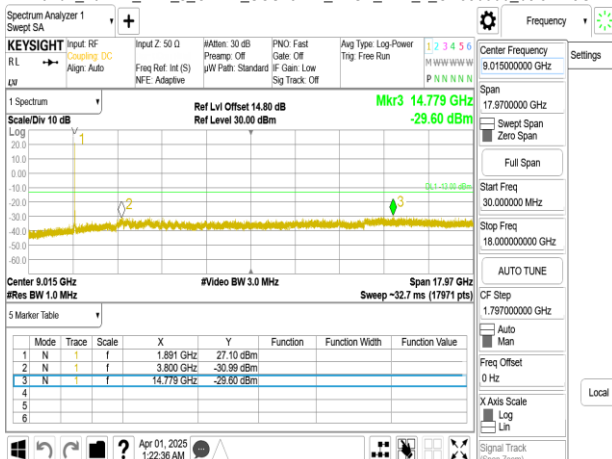 Spectrum Analyzer 1
Swept SA
Frequency
KEYSIGHT
RL
Input: RF
Coupling: DC
Align: Auto
Input Z: 50 Ω
Freq Ref: Int (S)
NFE: Adaptive
#Atten: 30 dB
Preamp: Off
µW Path: Standard
PNO: Fast
Gate: Off
IF Gain: Low
Sig Track: Off
Avg Type: Log-Power
Trig: Free Run
1 2 3 4 5 6
M W W W W W
P N N N N N
Center Frequency
9.015000000 GHz
Settings
Span
17.9700000 GHz
Swept Span
Zero Span
Full Span
Start Freq
30.000000 MHz
Stop Freq
18.000000000 GHz
AUTO TUNE
CF Step
1.797000000 GHz
Auto
Man
Freq Offset
0 Hz
X Axis Scale
Log
Lin
Local
Signal Track
(Span Zoom)
1 Spectrum
Scale/Div 10 dB
Ref Lvl Offset 14.80 dB
Ref Level 30.00 dBm
Mkr3 14.779 GHz
-29.60 dBm
Log
20.0
10.0
0.00
-10.0
-20.0
-30.0
-40.0
-50.0
-60.0
1
2
3
DL1 -13.00 dBm
Center 9.015 GHz
#Res BW 1.0 MHz
#Video BW 3.0 MHz
Span 17.97 GHz
Sweep ~32.7 ms (17971 pts)
5 Marker Table
Mode Trace Scale X Y Function Function Width Function Value
1 N 1 f 1.891 GHz 27.10 dBm
2 N 1 f 3.800 GHz -30.99 dBm
3 N 1 f 14.779 GHz -29.60 dBm
4
5
6
Apr 01, 2025
1:22:36 AM